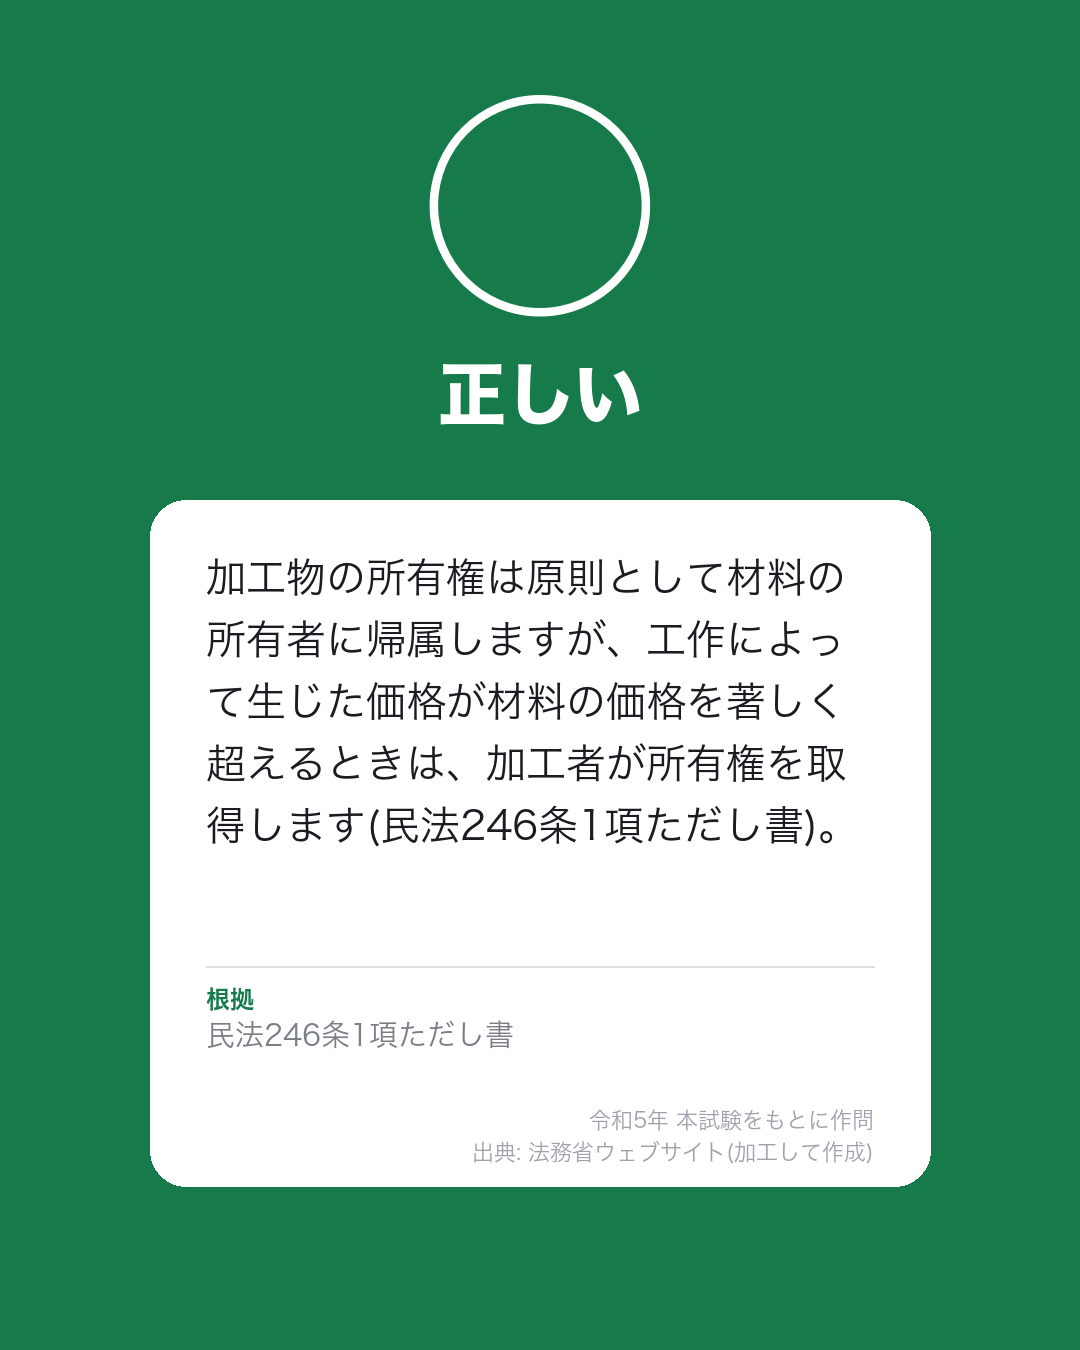 正しい
加工物の所有権は原則として材料の
所有者に帰属しますが、工作によっ
て生じた価格が材料の価格を著しく
超えるときは、加工者が所有権を取
得します(民法246条1項ただし書)。
根拠
民法246条1項ただし書
令和5年 本試験をもとに作問
出典: 法務省ウェブサイト(加工して作成)